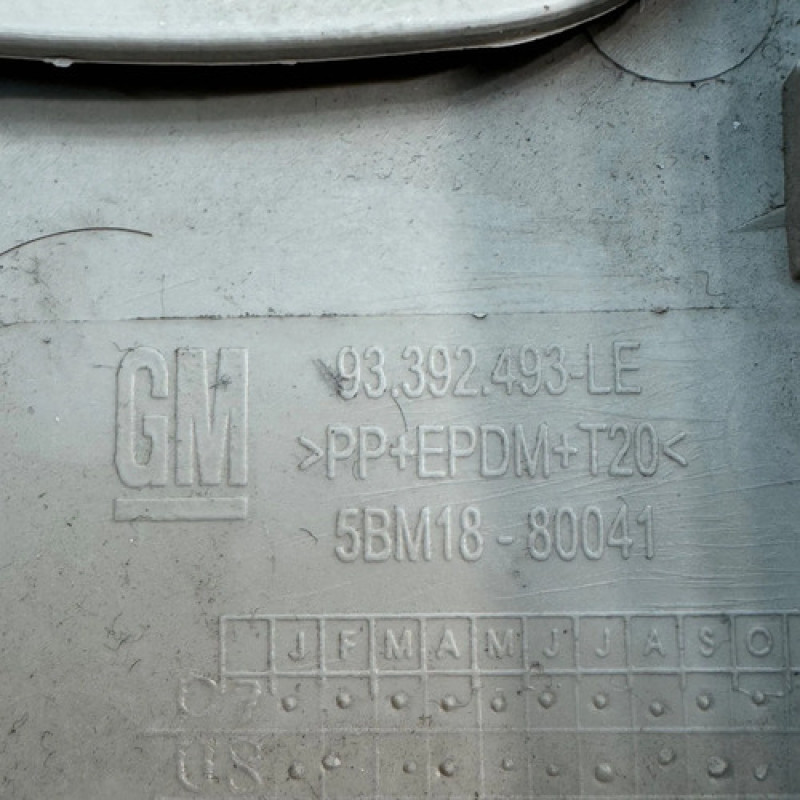 GM
93.392.493-LE
>PP+EPDM+T20<
5BM18 - 80041
J F M A M J J A S O
07
08